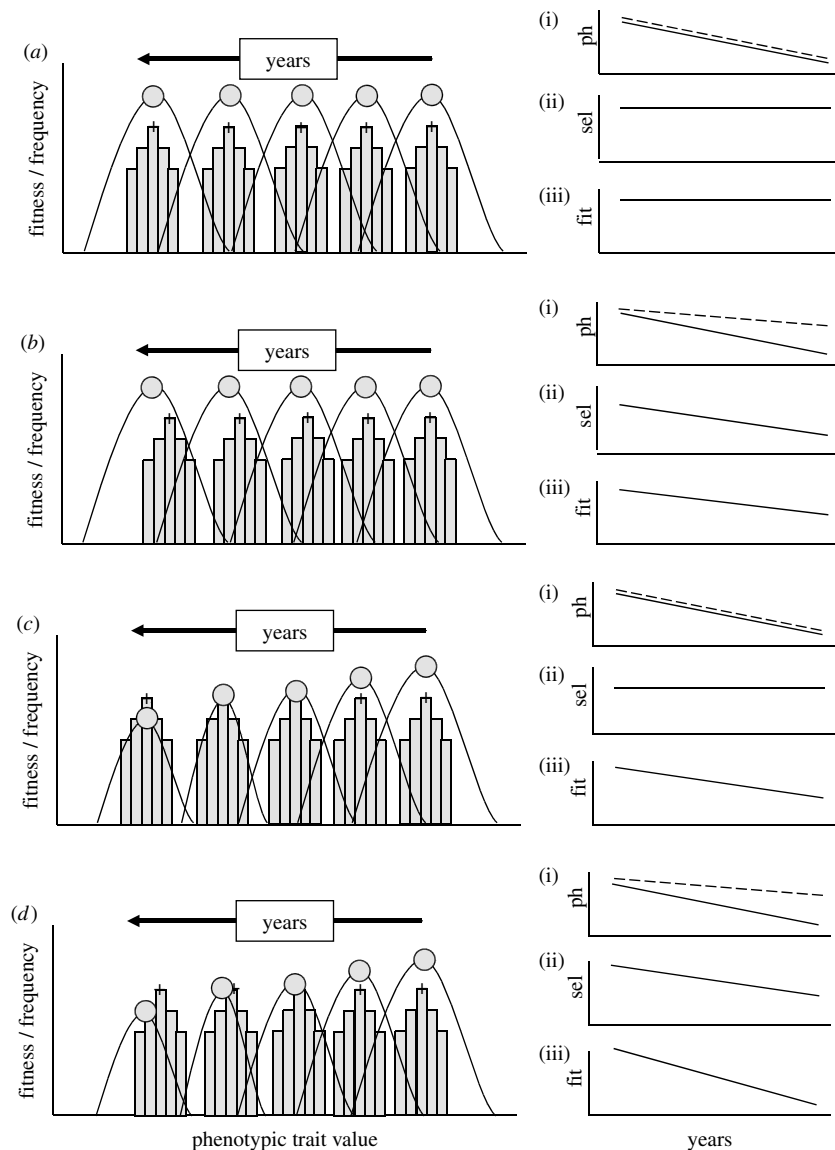 (a)
years
fitness / frequency
(i)
ph
(ii)
sel
(iii)
fit
(b)
years
fitness / frequency
(i)
ph
(ii)
sel
(iii)
fit
(c)
years
fitness / frequency
(i)
ph
(ii)
sel
(iii)
fit
(d)
years
fitness / frequency
(i)
ph
(ii)
sel
(iii)
fit
phenotypic trait value
years